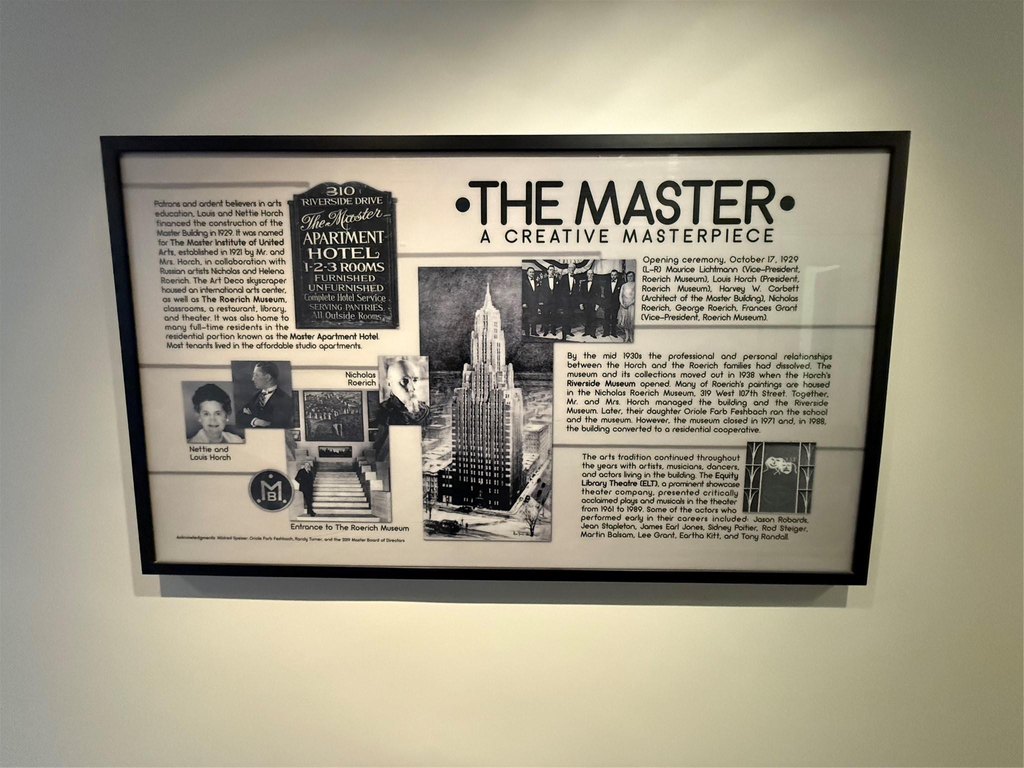 •THE MASTER•
A CREATIVE MASTERPIECE
Patrons and ardent believers in arts
education, Louis and Nettie Horch
financed the construction of the
Master Building in 1929. It was named
for The Master Institute of United
Arts, established in 1921 by Mr. and
Mrs. Horch, in collaboration with
Russian artists Nicholas and Helena
Roerich. The Art Deco skyscraper
housed an international arts center,
as well as The Roerich Museum,
classrooms, a restaurant, library,
and theater. It was also home to
many full-time residents in the
residential portion known as the Master Apartment Hotel.
Most tenants lived in the affordable studio apartments.
310
RIVERSIDE DRIVE
The Master
APARTMENT
HOTEL
1-2-3 ROOMS
FURNISHED
UNFURNISHED
Complete Hotel Service
SERVING PANTRIES
All Outside Rooms
Nettie and
Louis Horch
Nicholas
Roerich
MB
Entrance to The Roerich Museum
Acknowledgments: Mildred Speiser, Oriole Farb Feshbach, Randy Turner, and the 2019 Master Board of Directors
Opening ceremony, October 17, 1929
(L-R) Maurice Lichtmann (Vice-President,
Roerich Museum), Louis Horch (President,
Roerich Museum), Harvey W. Corbett
(Architect of the Master Building), Nicholas
Roerich, George Roerich, Frances Grant
(Vice-President, Roerich Museum).
By the mid 1930s the professional and personal relationships
between the Horch and the Roerich families had dissolved. The
museum and its collections moved out in 1938 when the Horch's
Riverside Museum opened. Many of Roerich's paintings are housed
in the Nicholas Roerich Museum, 319 West 107th Street. Together,
Mr. and Mrs. Horch managed the building and the Riverside
Museum. Later, their daughter Oriole Farb Feshbach ran the school
and the museum. However, the museum closed in 1971 and, in 1988,
the building converted to a residential cooperative.
The arts tradition continued throughout
the years with artists, musicians, dancers,
and actors living in the building. The Equity
Library Theatre (ELT), a prominent showcase
theater company, presented critically
acclaimed plays and musicals in the theater
from 1961 to 1989. Some of the actors who
performed early in their careers included: Jason Robards,
Jean Stapleton, James Earl Jones, Sidney Poitier, Rod Steiger,
Martin Balsam, Lee Grant, Eartha Kitt, and Tony Randall.